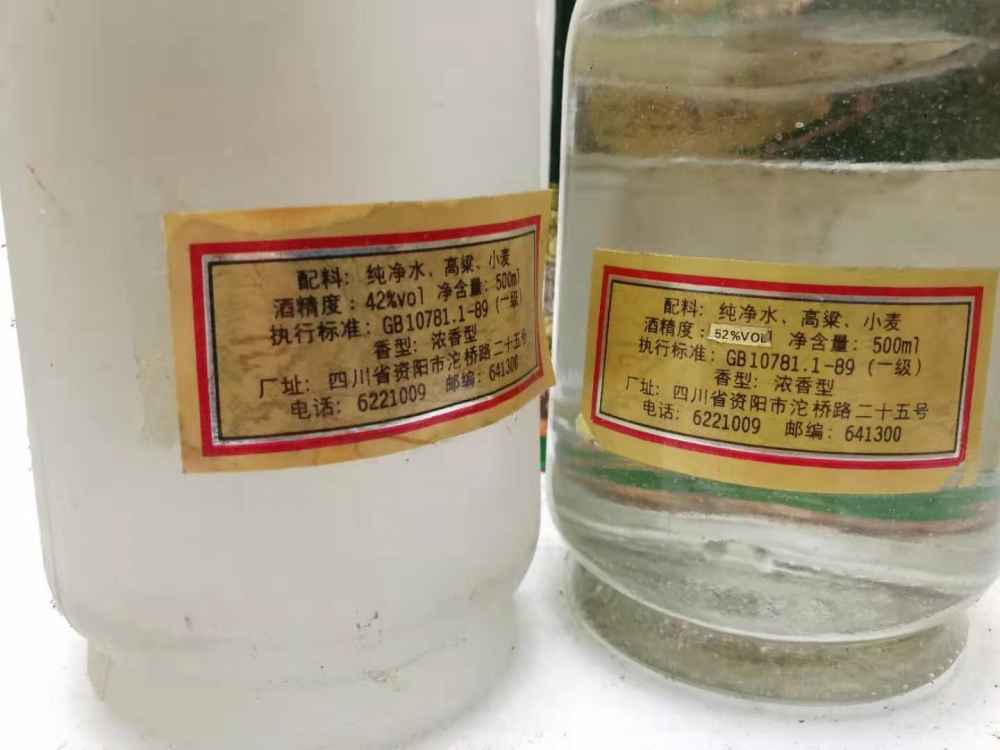 配料：纯净水、高粱、小麦
酒精度：42%vol 净含量：500ml
执行标准：GB10781.1-89（一级）
香型：浓香型
厂址：四川省资阳市沱桥路二十五号
电话：6221009 邮编：641300
配料：纯净水、高粱、小麦
酒精度：52%VOL 净含量：500ml
执行标准：GB10781.1-89（一级）
香型：浓香型
厂址：四川省资阳市沱桥路二十五号
电话：6221009 邮编：641300